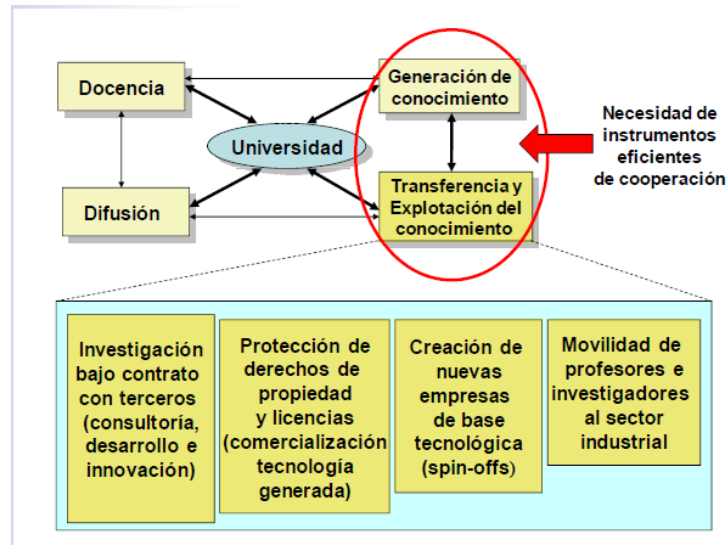 Docencia
Generación de
conocimiento
Universidad
Necesidad de
instrumentos
eficientes
de cooperación
Difusión
Transferencia y
Explotación del
conocimiento
Investigación
bajo contrato
con terceros
(consultoría,
desarrollo e
innovación)
Protección de
derechos de
propiedad
y licencias
(comercialización
tecnología
generada)
Creación de
nuevas
empresas
de base
tecnológica
(spin-offs)
Movilidad de
profesores e
investigadores
al sector
industrial